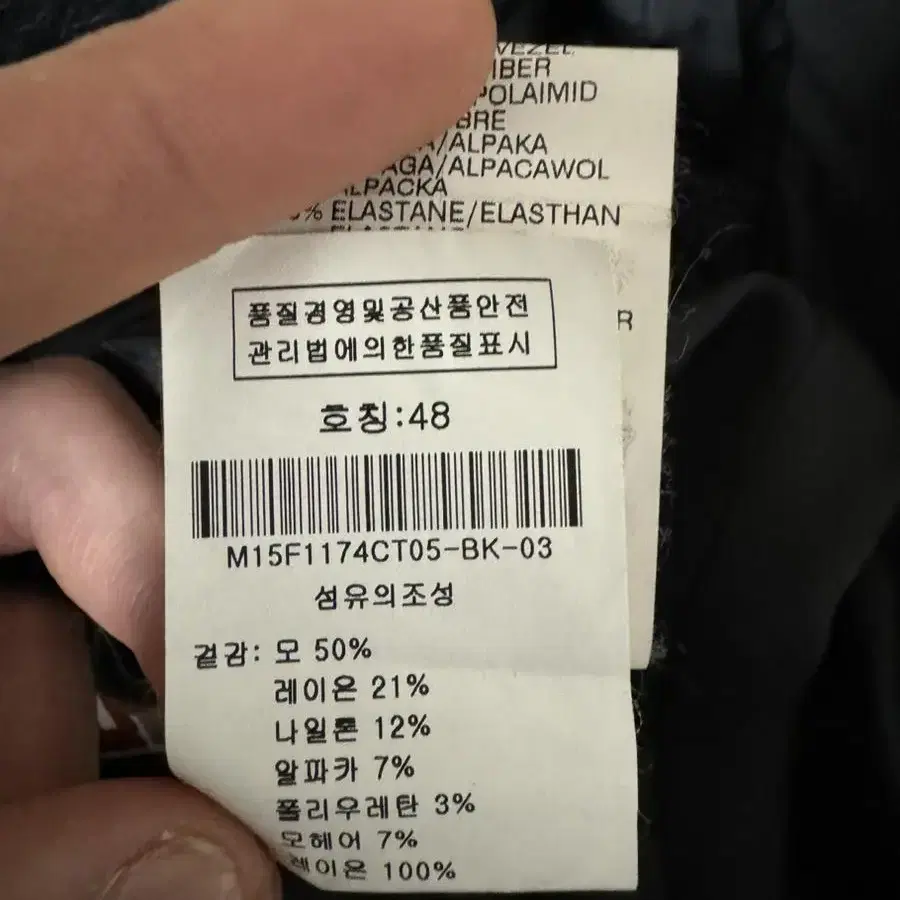 IBER
POLAIMID
BRE
/ALPAKA
AGA/ALPACAWOL
ALPACKA
% ELASTANE/ELASTHAN
R
품질경영및공산품안전
관리법에의한품질표시
호칭:48
M15F1174CT05-BK-03
섬유의조성
겉감: 모 50%
레이온 21%
나일론 12%
알파카 7%
폴리우레탄 3%
모헤어 7%
레이온 100%